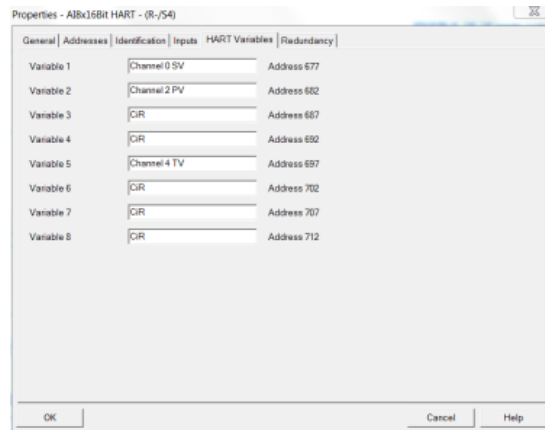 Properties - AI8x16Bit HART - (R-/S4)
General Addresses Identification Inputs HART Variables Redundancy
Variable 1 Channel 0 SV Address 677
Variable 2 Channel 2 PV Address 682
Variable 3 CiR Address 687
Variable 4 CiR Address 692
Variable 5 Channel 4 TV Address 697
Variable 6 CiR Address 702
Variable 7 CiR Address 707
Variable 8 CiR Address 712
OK Cancel Help